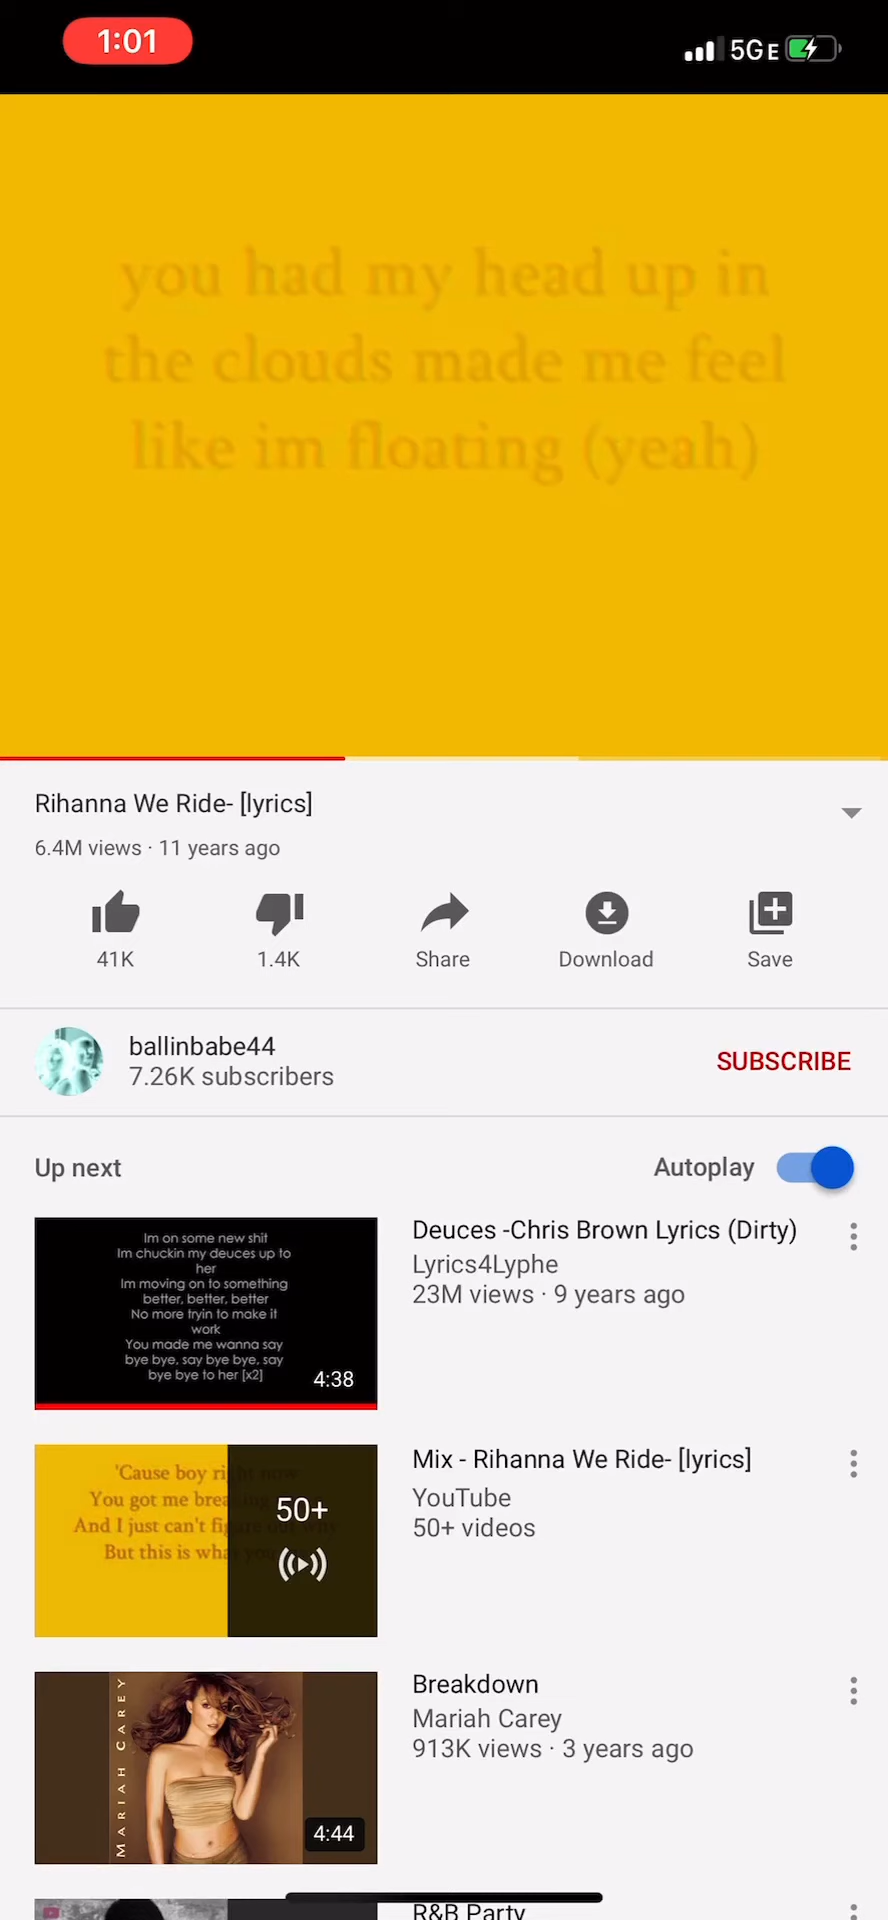 1:01
5GE
you had my head up in
the clouds made me feel
like im floating (yeah)
Rihanna We Ride- [lyrics]
6.4M views · 11 years ago
41K
1.4K
Share
Download
Save
ballinbabe44
7.26K subscribers
SUBSCRIBE
Up next
Autoplay
Im on some new shit
Im chuckin my deuces up to
her
Im moving on to something
better, better, better
No more tryin to make it
work
You made me wanna say
bye bye, say bye bye, say
bye bye to her [x2]
4:38
Deuces -Chris Brown Lyrics (Dirty)
Lyrics4Lyphe
23M views · 9 years ago
'Cause boy right now
You got me
And I just can't
But this is what
50+
Mix - Rihanna We Ride- [lyrics]
YouTube
50+ videos
MARIAH CAREY
4:44
Breakdown
Mariah Carey
913K views · 3 years ago
R&B Party